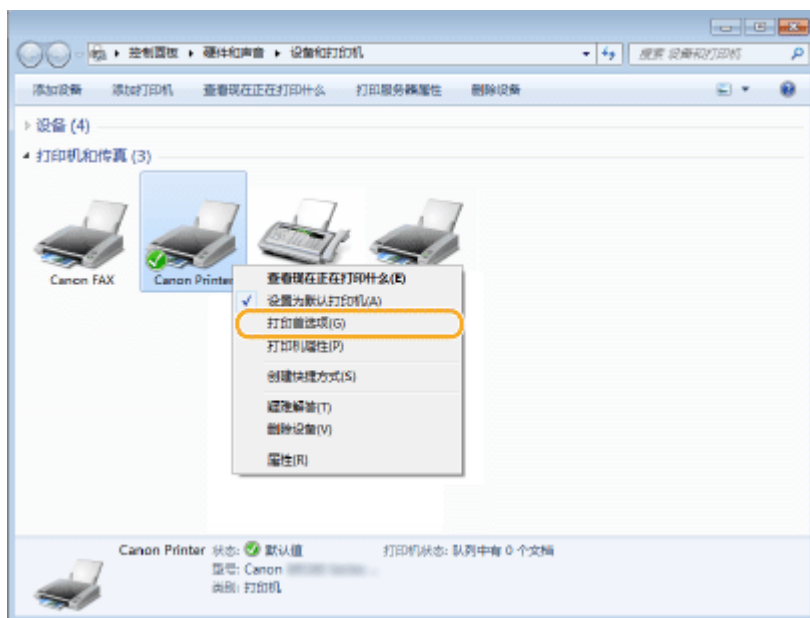 控制面板 ▸ 硬件和声音 ▸ 设备和打印机
搜索 设备和打印机
添加设备 添加打印机 查看现在正在打印什么 打印服务器属性 删除设备
设备 (4)
打印机和传真 (3)
Canon FAX
Canon Printer
查看现在正在打印什么(E)
设置为默认打印机(A)
打印首选项(G)
打印机属性(P)
创建快捷方式(S)
疑难解答(T)
删除设备(V)
属性(R)
Canon Printer 状态: 默认值 打印机状态: 队列中有 0 个文档
型号: Canon
类别: 打印机